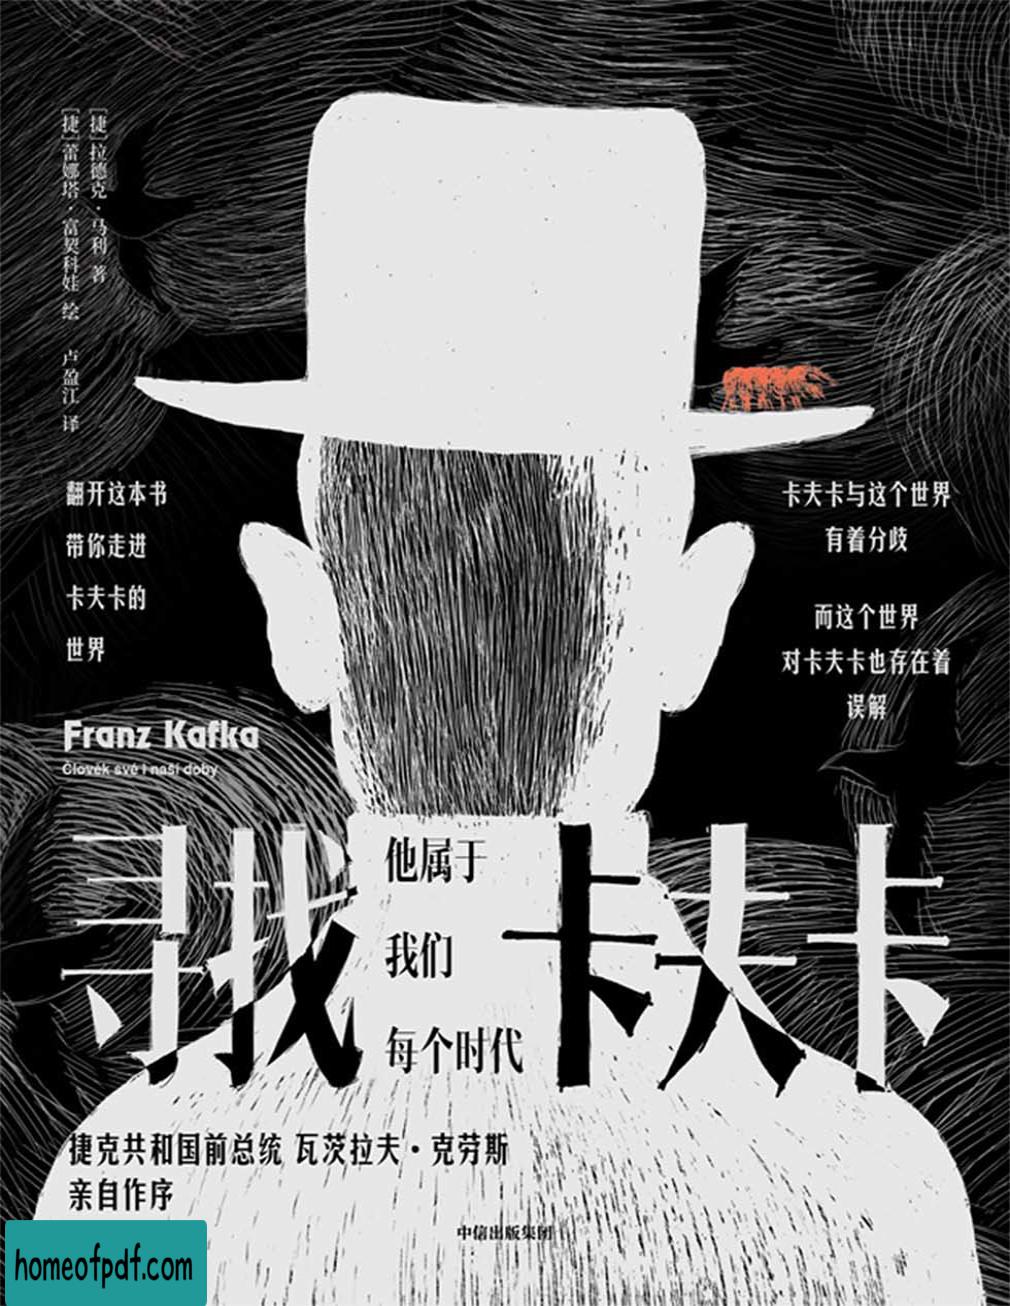 [捷]拉德克·马利 著
[捷]蕾娜塔·富契科娃 绘 卢盈江 译
翻开这本书
带你走进
卡夫卡的
世界
卡夫卡与这个世界
有着分歧
而这个世界
对卡夫卡也存在着
误解
Franz Kafka
Člověk své i naší doby
寻找卡夫卡
他属于
我们
每个时代
捷克共和国前总统 瓦茨拉夫·克劳斯
亲自作序
中信出版集团
homeofpdf.com